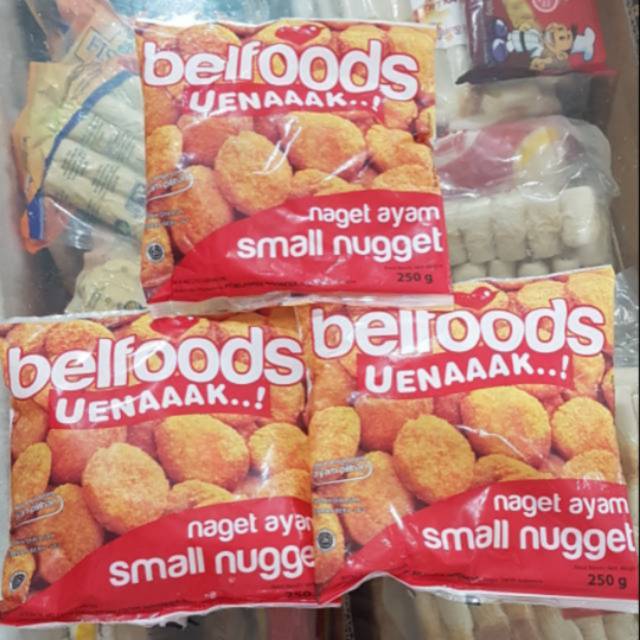 belfoods
UENAAAK..!
naget ayam
small nugget
250 g
belfoods
UENAAAK..!
naget ayam
small nugge
250
belfoods
UENAAAK..!
naget ayam
small nugget
250 g